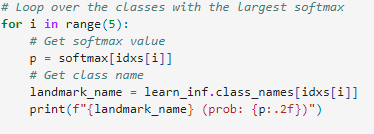 # Loop over the classes with the largest softmax
for i in range(5):
    # Get softmax value
    p = softmax[idxs[i]]
    # Get class name
    landmark_name = learn_inf.class_names[idxs[i]]
    print(f"{landmark_name} (prob: {p:.2f})")